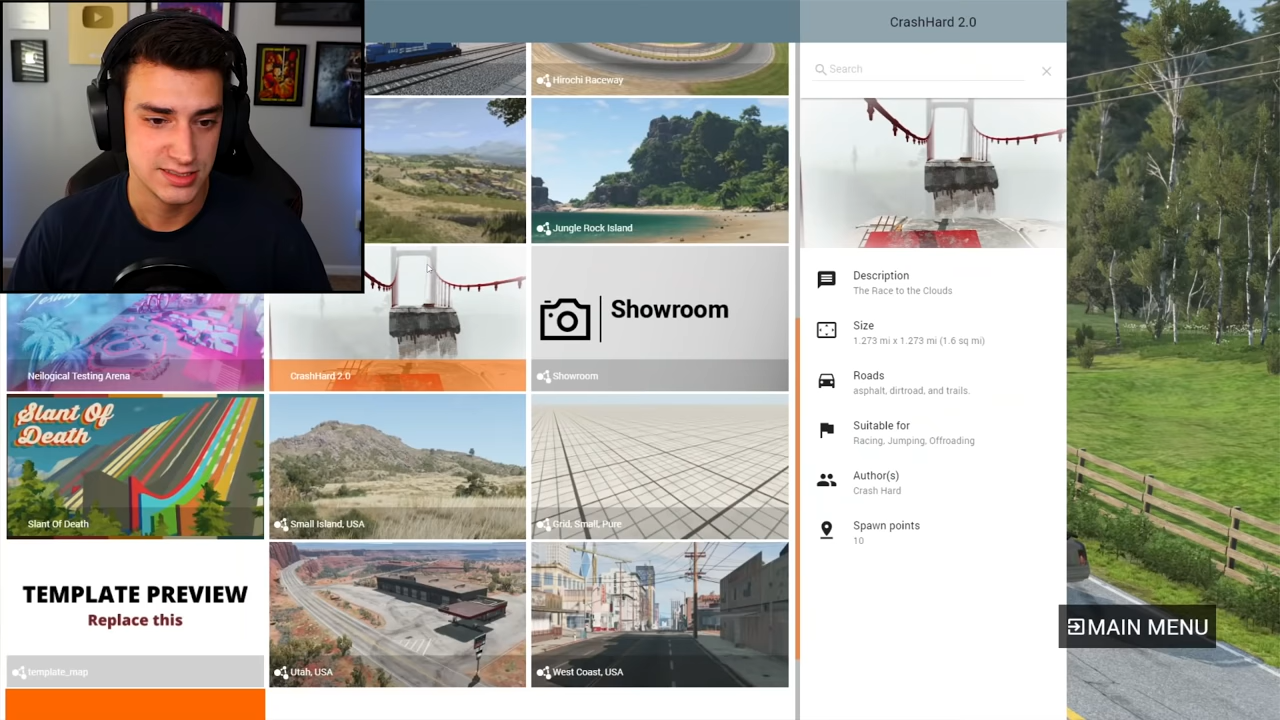 CrashHard 2.0
Search
Hirochi Raceway
Jungle Rock Island
Description
The Race to the Clouds
Size
1.273 mi x 1.273 mi (1.6 sq mi)
Roads
asphalt, dirtroad, and trails.
Suitable for
Racing, Jumping, Offroading
Author(s)
Crash Hard
Spawn points
10
Testing
Neilogical Testing Arena
CrashHard 2.0
Showroom
Showroom
Slant Of
Death
Slant Of Death
Small Island, USA
Grid, Small, Pure
TEMPLATE PREVIEW
Replace this
template_map
Utah, USA
West Coast, USA
MAIN MENU